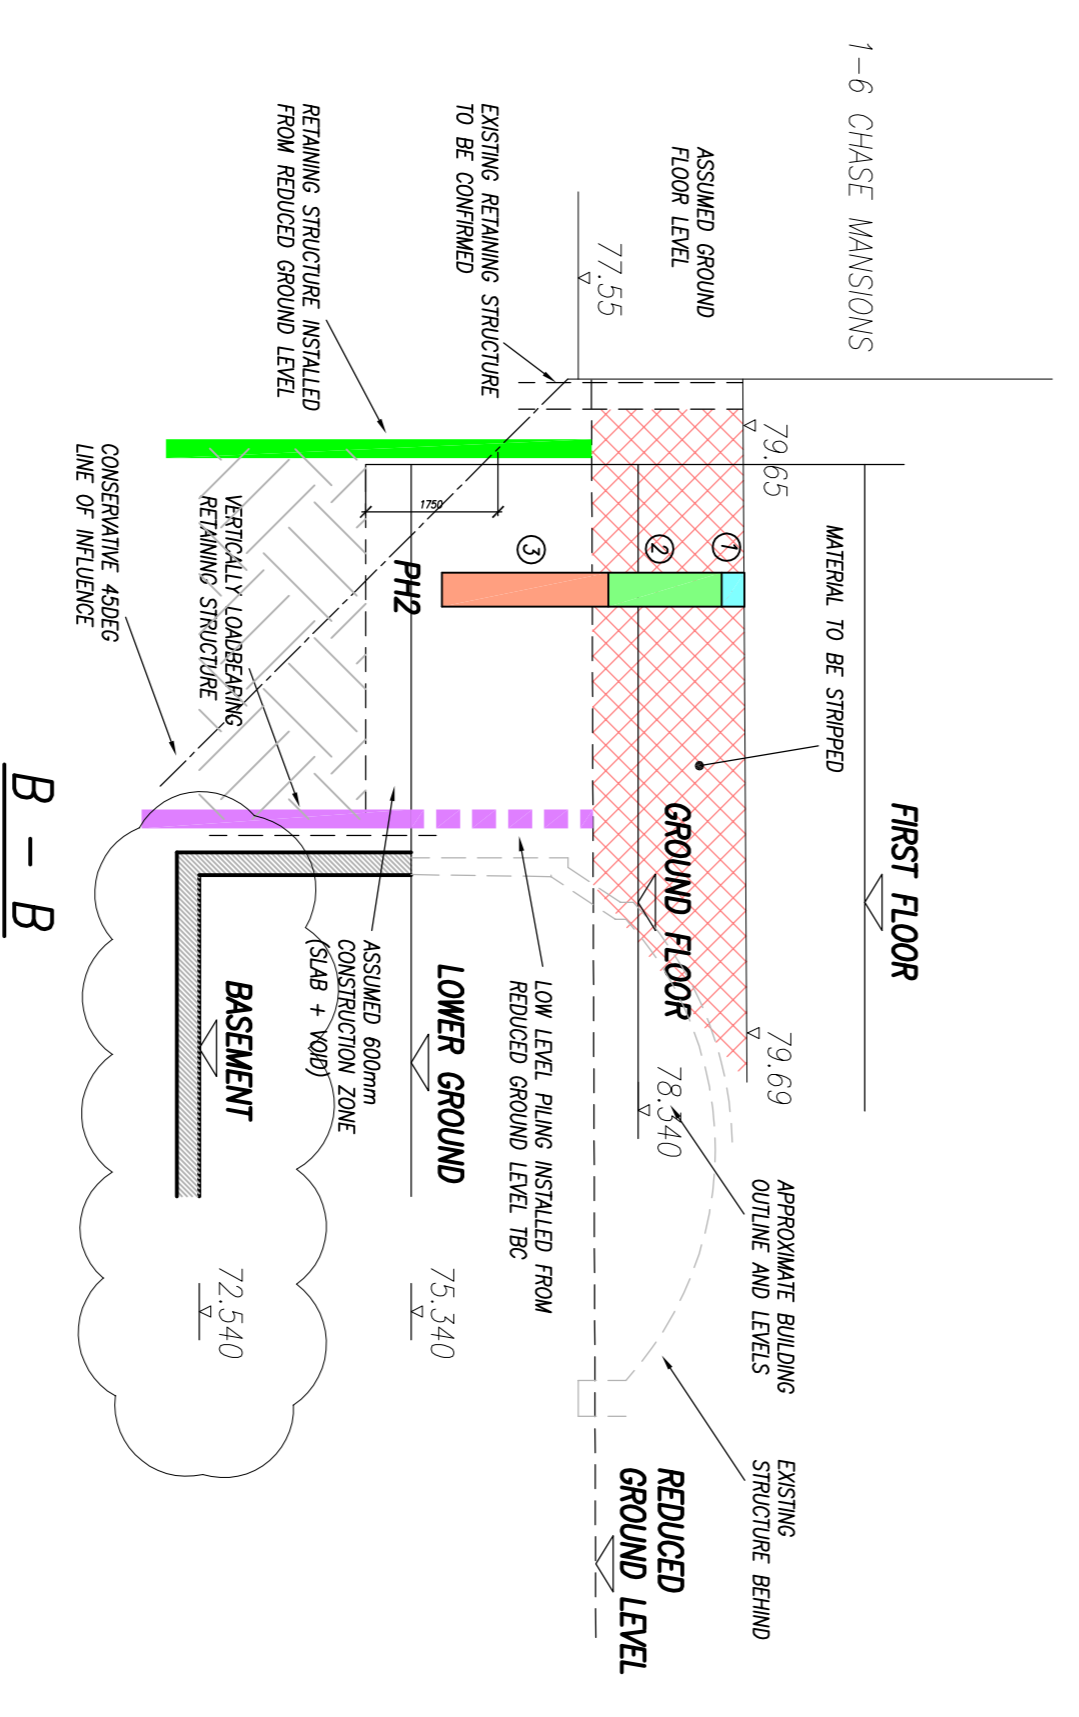 1-6 CHASE MANSIONS
FIRST FLOOR
MATERIAL TO BE STRIPPED
ASSUMED GROUND
FLOOR LEVEL
77.55
79.65
79.69
GROUND FLOOR
78.340
APPROXIMATE BUILDING
OUTLINE AND LEVELS
EXISTING
STRUCTURE BEHIND
REDUCED
GROUND LEVEL
1
2
3
EXISTING RETAINING STRUCTURE
TO BE CONFIRMED
1750
PH2
LOW LEVEL PILING INSTALLED FROM
REDUCED GROUND LEVEL TBC
LOWER GROUND
75.340
RETAINING STRUCTURE INSTALLED
FROM REDUCED GROUND LEVEL
ASSUMED 600mm
CONSTRUCTION ZONE
(SLAB + VOID)
VERTICALLY LOADBEARING
RETAINING STRUCTURE
BASEMENT
72.540
CONSERVATIVE 45DEG
LINE OF INFLUENCE
B - B